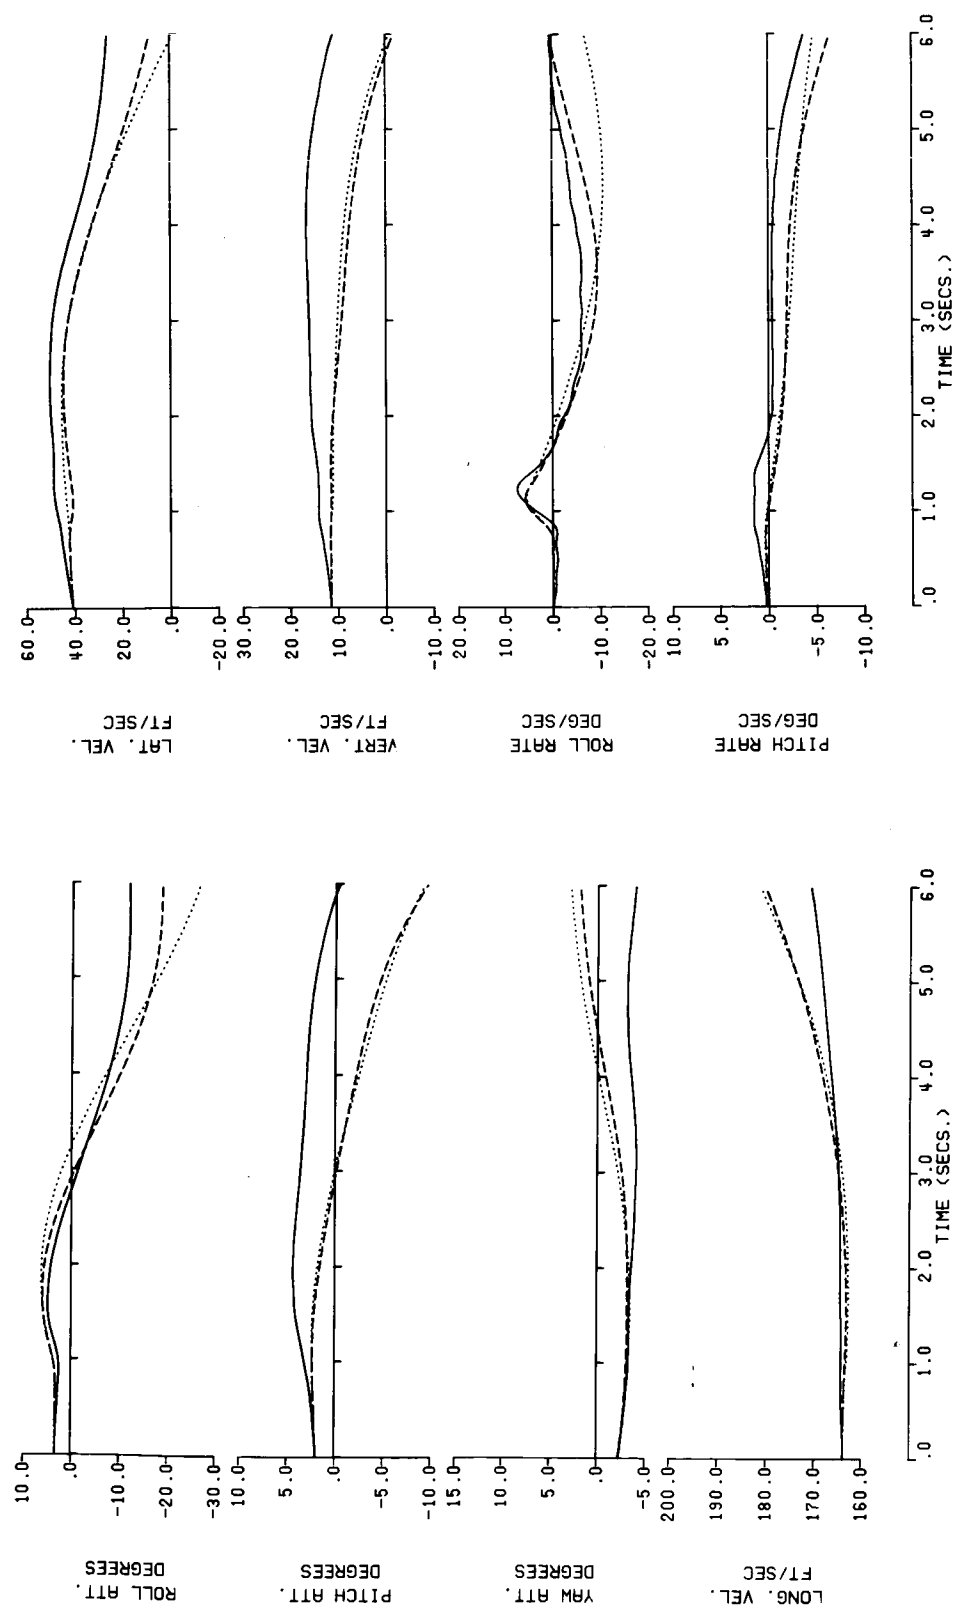 10.0
.0
-10.0
-20.0
-30.0
ROLL ATT.
DEGREES
10.0
5.0
.0
-5.0
-10.0
PITCH ATT.
DEGREES
15.0
10.0
5.0
.0
-5.0
YAW ATT.
DEGREES
200.0
190.0
180.0
170.0
160.0
LONG. VEL.
FT/SEC
.0 1.0 2.0 3.0 4.0 5.0 6.0
TIME (SECS.)
60.0
40.0
20.0
.0
-20.0
LAT. VEL.
FT/SEC
30.0
20.0
10.0
.0
-10.0
VERT. VEL.
FT/SEC
20.0
10.0
.0
-10.0
-20.0
ROLL RATE
DEG/SEC
10.0
5.0
.0
-5.0
-10.0
PITCH RATE
DEG/SEC
.0 1.0 2.0 3.0 4.0 5.0 6.0
TIME (SECS.)